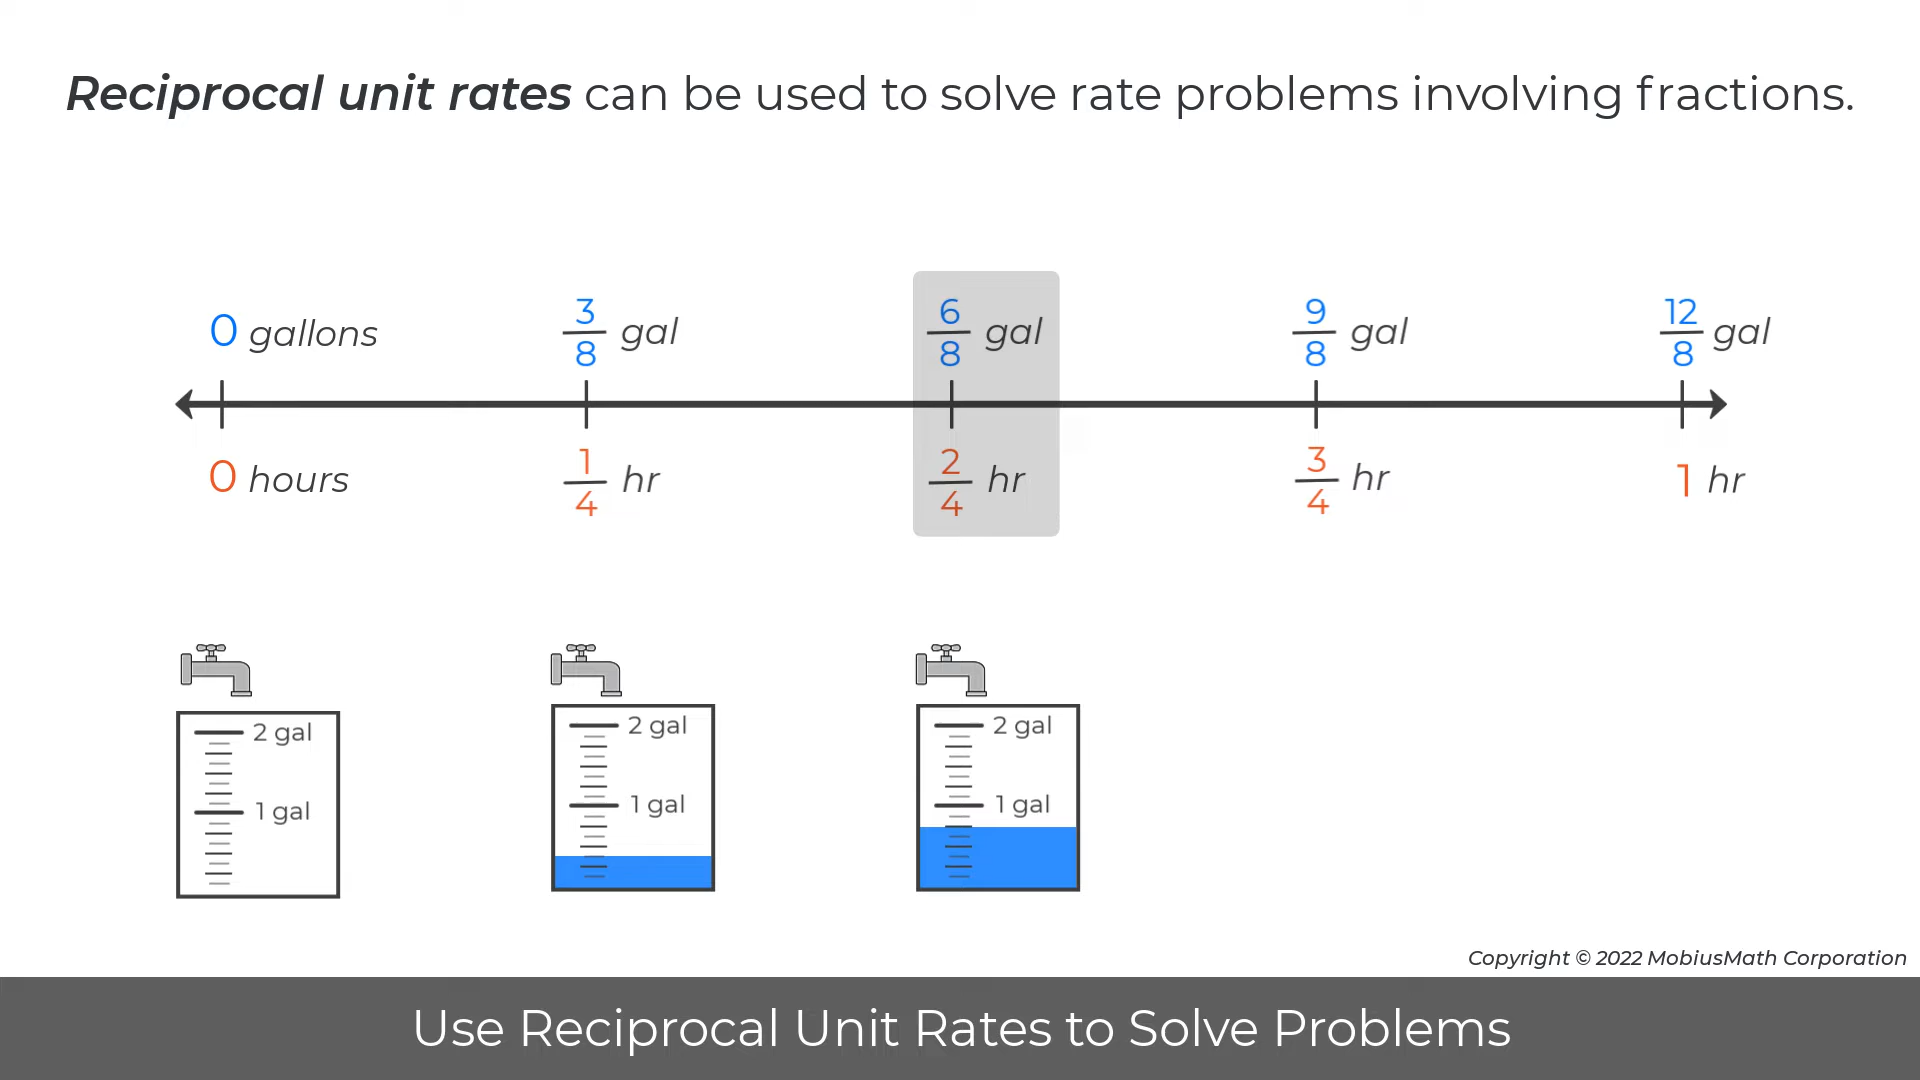 Reciprocal unit rates can be used to solve rate problems involving fractions.
0 gallons 3/8 gal 6/8 gal 9/8 gal 12/8 gal
0 hours 1/4 hr 2/4 hr 3/4 hr 1 hr
2 gal 2 gal 2 gal
1 gal 1 gal 1 gal
Copyright © 2022 MobiusMath Corporation
Use Reciprocal Unit Rates to Solve Problems